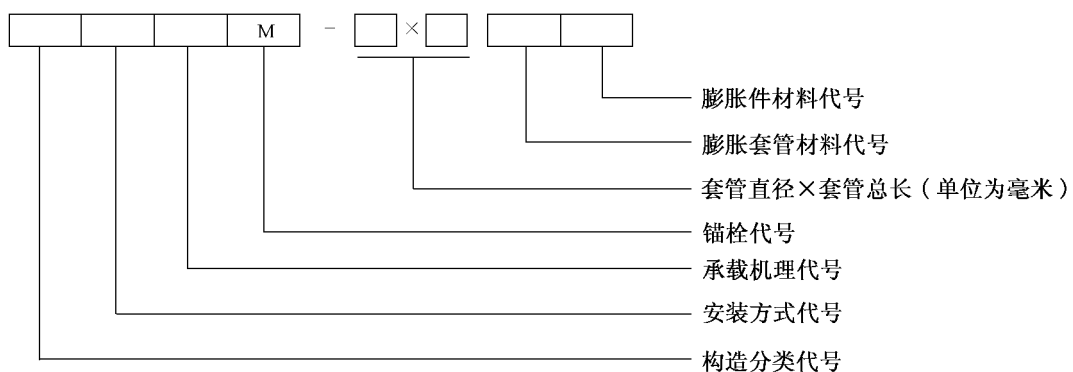 M - ×
膨胀件材料代号
膨胀套管材料代号
套管直径×套管总长（单位为毫米）
锚栓代号
承载机理代号
安装方式代号
构造分类代号